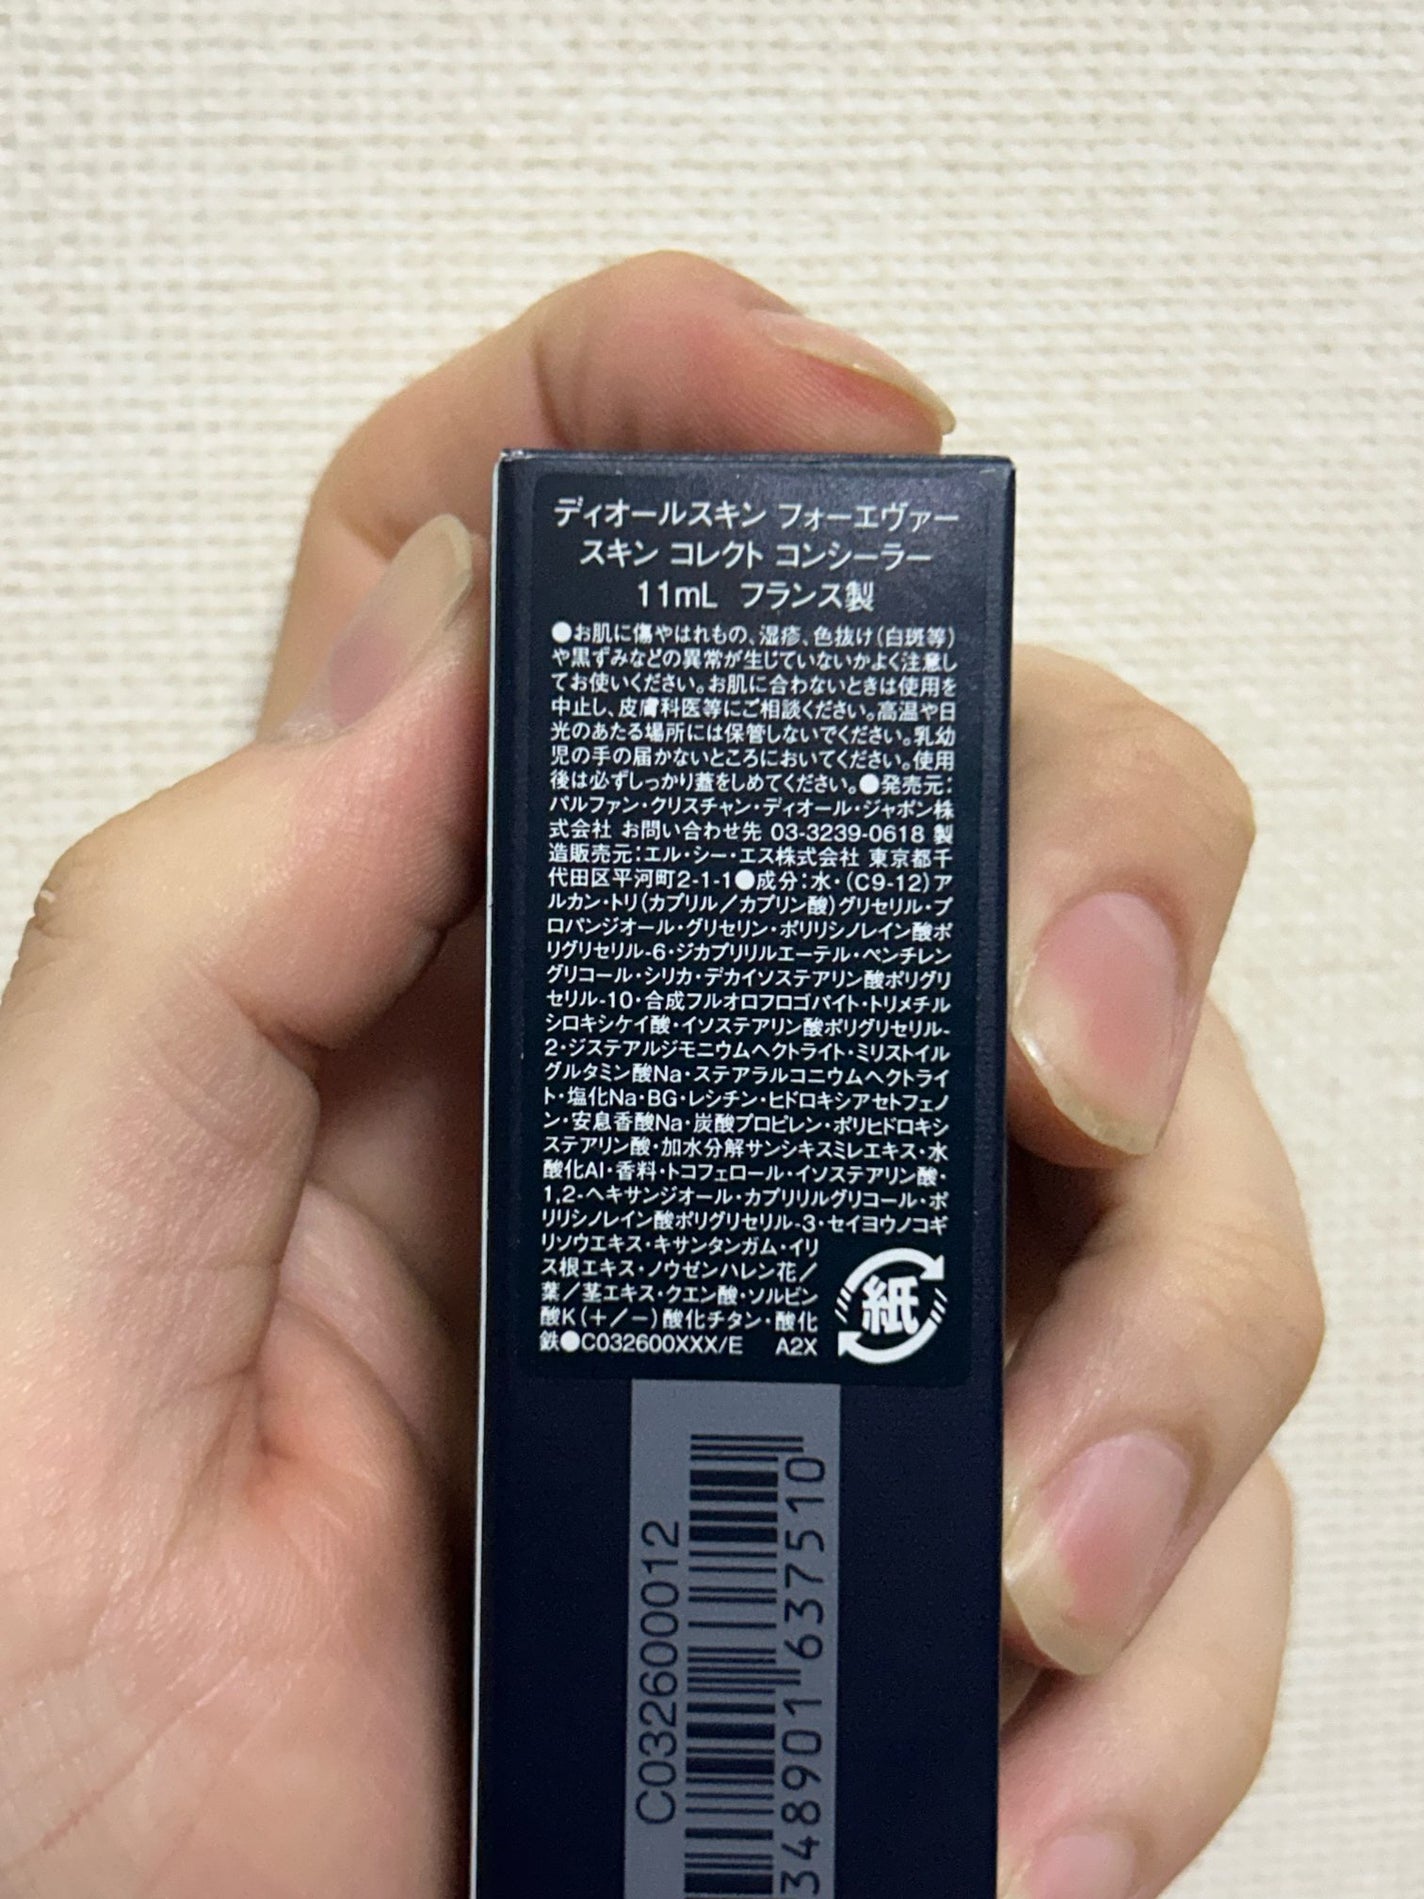 ディオールスキン フォーエヴァー
スキン コレクト コンシーラー
11mL フランス製
●お肌に傷やはれもの、湿疹、色抜け(白斑等)
や黒ずみなどの異常が生じていないかよく注意し
てお使いください。お肌に合わないときは使用を
中止し、皮膚科医等にご相談ください。高温や日
光のあたる場所には保管しないでください。乳幼
児の手の届かないところにおいてください。使用
後は必ずしっかり蓋をしめてください。●発売元:
パルファン・クリスチャン・ディオール・ジャポン株
式会社 お問い合わせ先 03-3239-0618 製
造販売元:エル・シー・エス株式会社 東京都千
代田区平河町2-1-1●成分:水・(C9-12)ア
ルカン・トリ(カプリル/カプリン酸)グリセリル・プ
ロパンジオール・グリセリン・ポリリシノレイン酸ポ
リグリセリル-6・ジカプリリルエーテル・ペンチレン
グリコール・シリカ・デカイソステアリン酸ポリグリ
セリル-10・合成フルオロフロゴパイト・トリメチル
シロキシケイ酸・イソステアリン酸ポリグリセリル-
2・ジステアルジモニウムヘクトライト・ミリストイル
グルタミン酸Na・ステアラルコニウムヘクトライ
ト・塩化Na・BG・レシチン・ヒドロキシアセトフェノ
ン・安息香酸Na・炭酸プロピレン・ポリヒドロキシ
ステアリン酸・加水分解サンシキスミレエキス・水
酸化Al・香料・トコフェロール・イソステアリン酸・
1,2-ヘキサンジオール・カプリリルグリコール・ポ
リリシノレイン酸ポリグリセリル-3・セイヨウノコギ
リソウエキス・キサンタンガム・イリ
ス根エキス・ノウゼンハレン花/
葉/茎エキス・クエン酸・ソルビン
酸K(+/−)酸化チタン・酸化
鉄●C032600XXX/E A2X
紙
C032600012
348901 637510